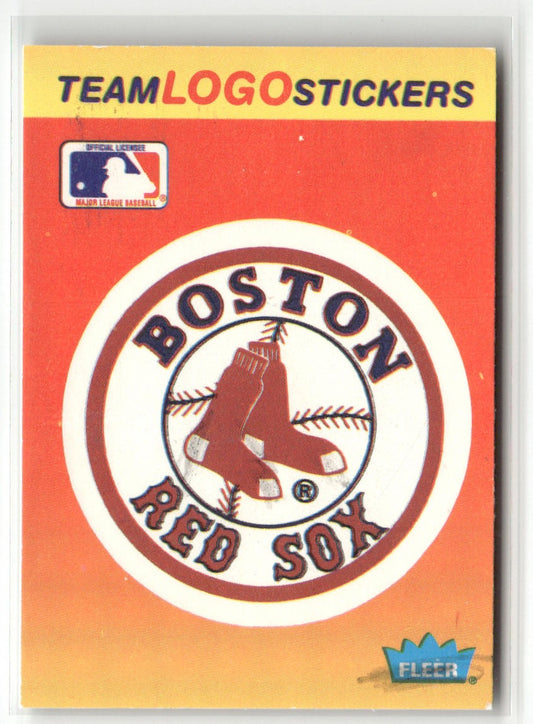 TEAMLOGOSTICKERS
OFFICIAL LICENSEE
MAJOR LEAGUE BASEBALL®
BOSTON
®
RED SOX
FLEER®